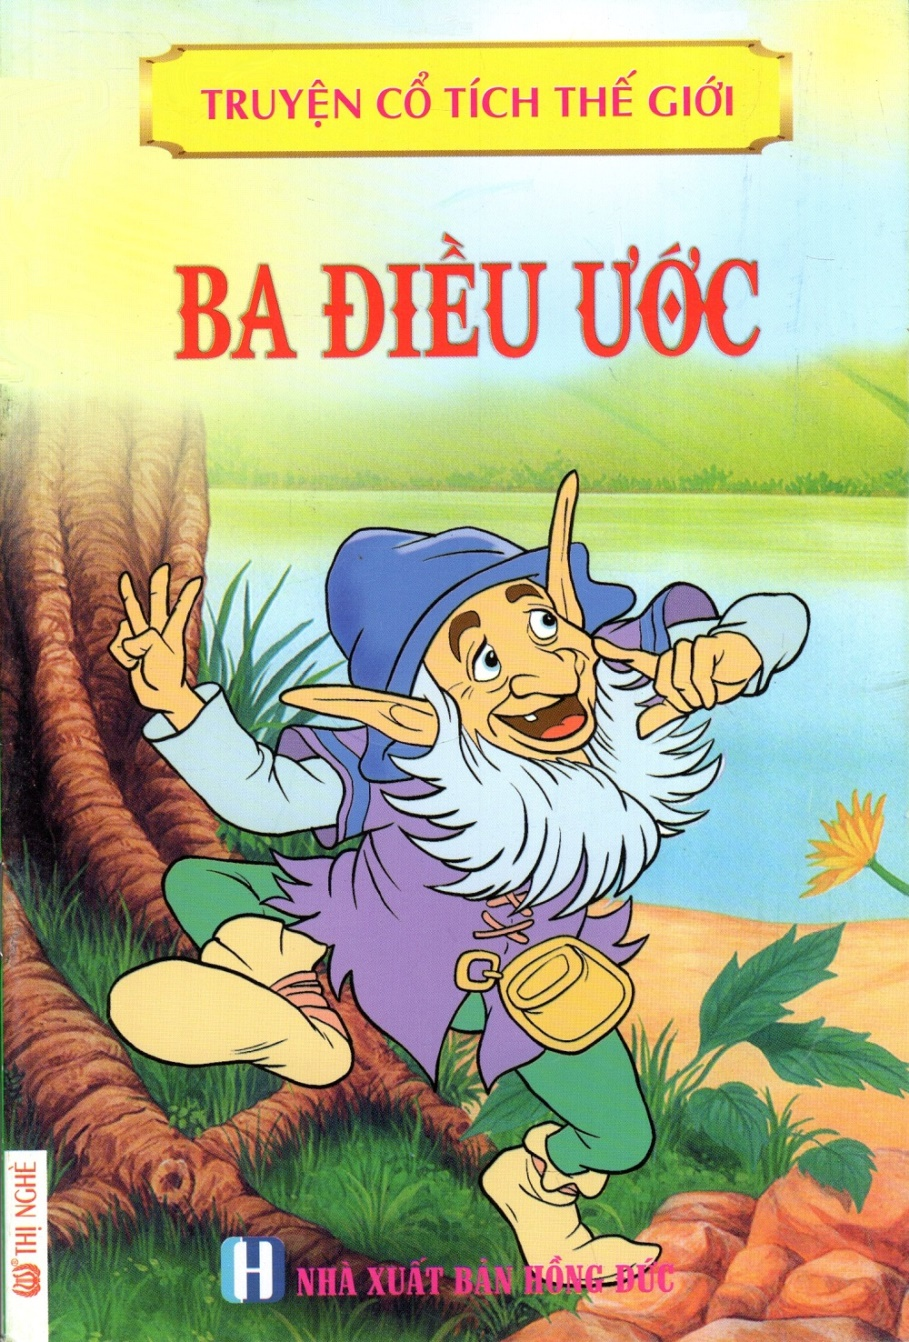 TRUYỆN CỔ TÍCH THẾ GIỚI
BA ĐIỀU ƯỚC
THỊ NGHÈ
H NHÀ XUẤT BẢN HỒNG ĐỨC